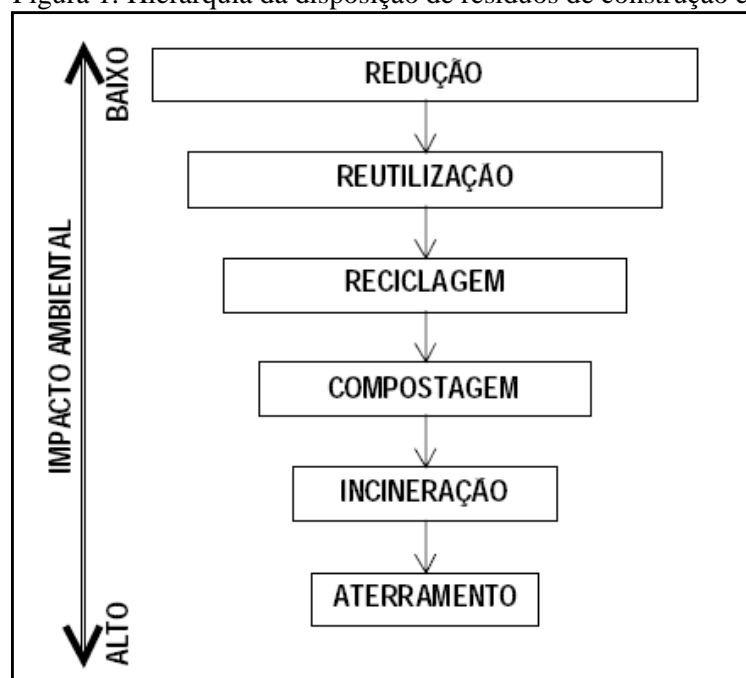 Figura 1. Hierarquia da disposição de resíduos de construção
BAIXO
IMPACTO AMBIENTAL
ALTO
REDUÇÃO
REUTILIZAÇÃO
RECICLAGEM
COMPOSTAGEM
INCINERAÇÃO
ATERRAMENTO